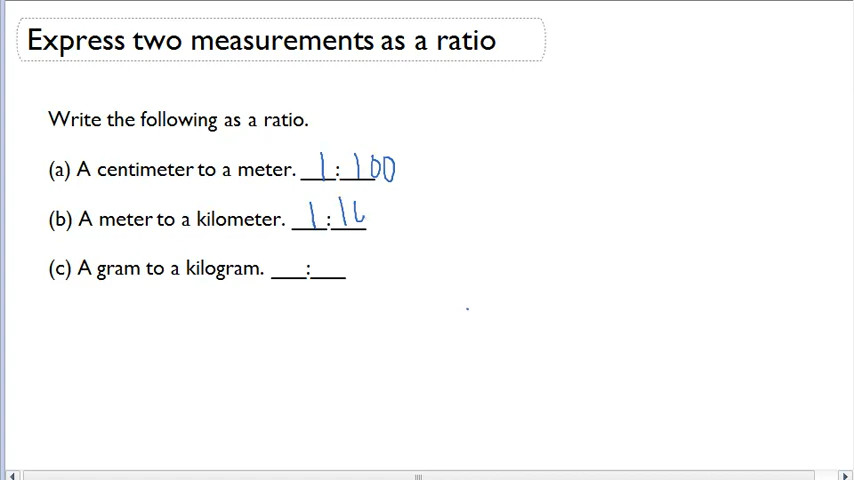 Express two measurements as a ratio
Write the following as a ratio.
(a) A centimeter to a meter. 1:100
(b) A meter to a kilometer. 1:1
(c) A gram to a kilogram. ___:___